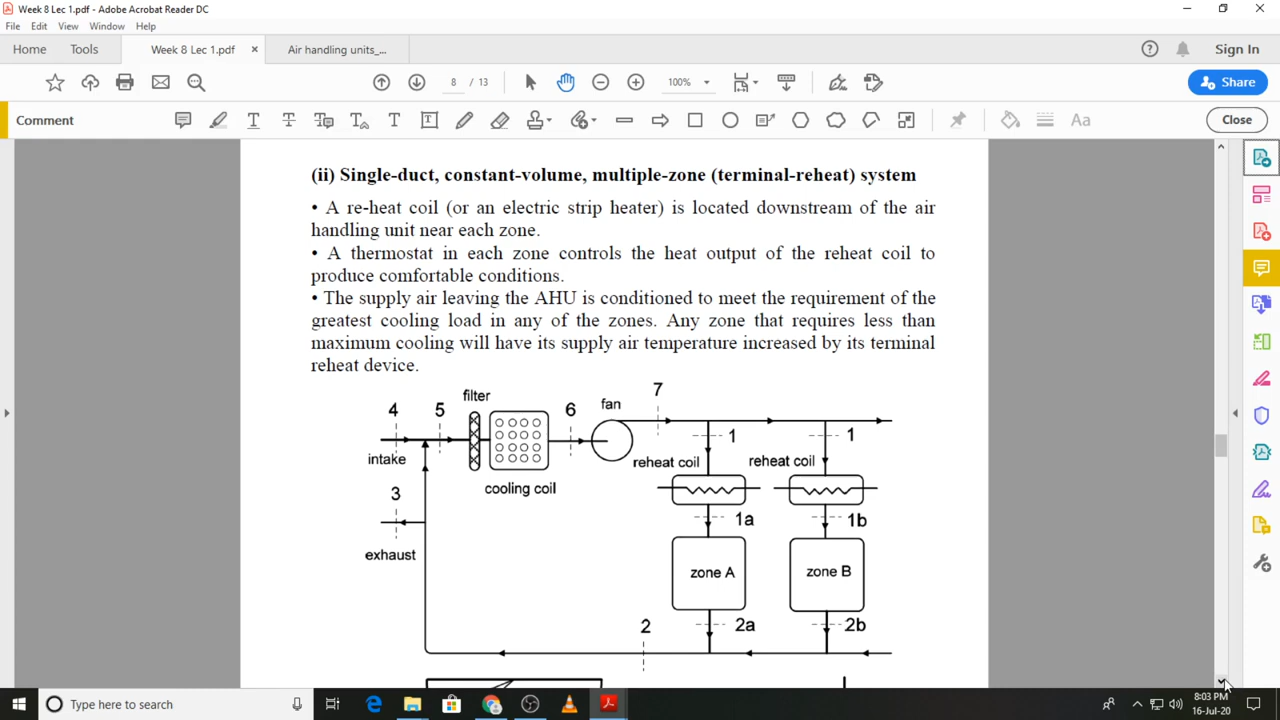 Week 8 Lec 1.pdf - Adobe Acrobat Reader DC
File Edit View Window Help
Home Tools Week 8 Lec 1.pdf × Air handling units_... Sign In
8 / 13 100% Share
Comment Aa Close
(ii) Single-duct, constant-volume, multiple-zone (terminal-reheat) system
• A re-heat coil (or an electric strip heater) is located downstream of the air
handling unit near each zone.
• A thermostat in each zone controls the heat output of the reheat coil to
produce comfortable conditions.
• The supply air leaving the AHU is conditioned to meet the requirement of the
greatest cooling load in any of the zones. Any zone that requires less than
maximum cooling will have its supply air temperature increased by its terminal
reheat device.
filter
fan
7
4
5
6
1
1
intake
reheat coil
reheat coil
cooling coil
3
1a
1b
exhaust
zone A
zone B
2
2a
2b
Type here to search
8:03 PM
16-Jul-20